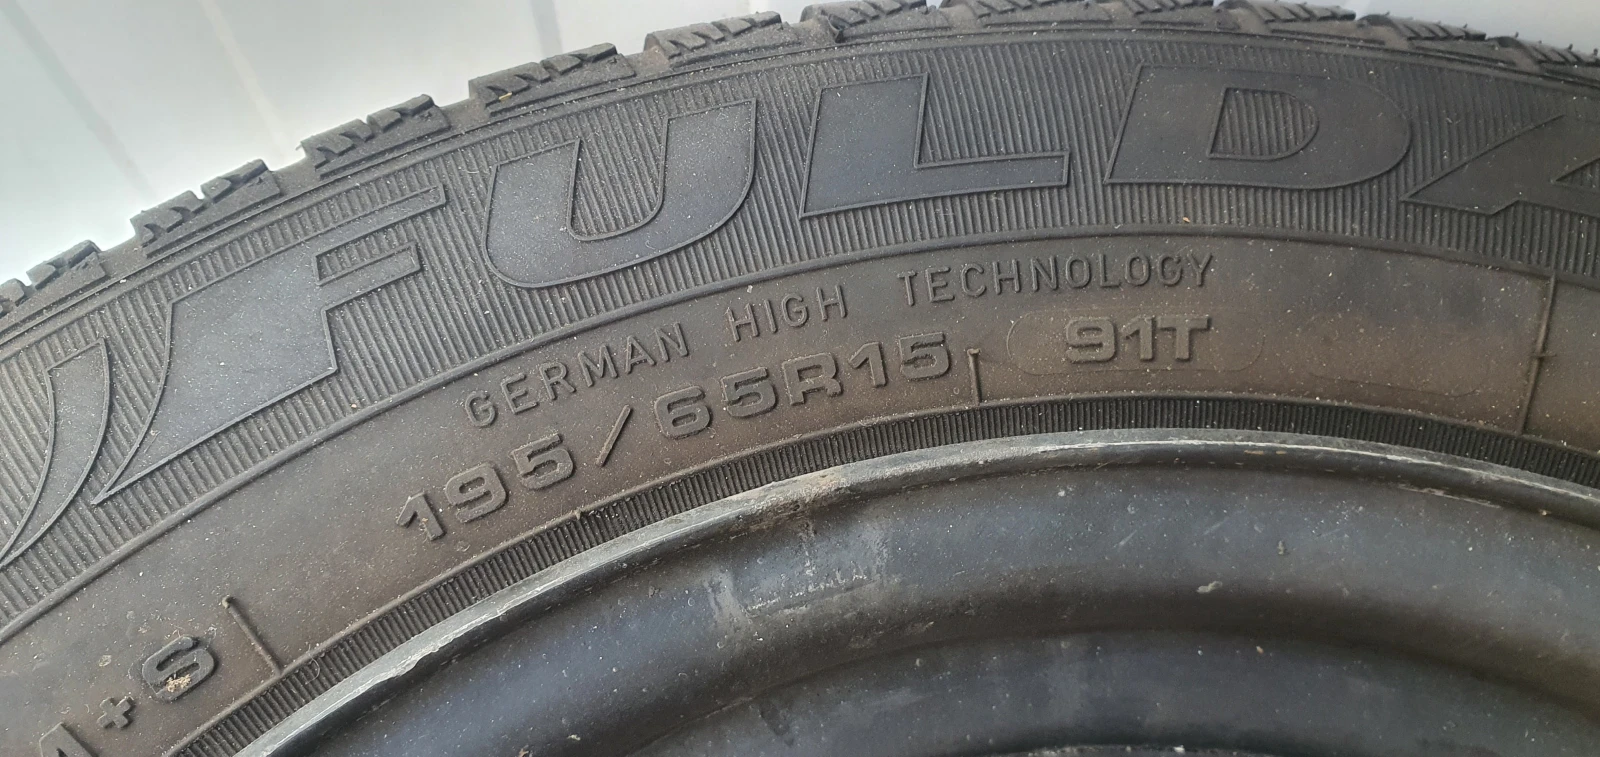 FULDA
GERMAN HIGH TECHNOLOGY
195/65R15 91T
M+S